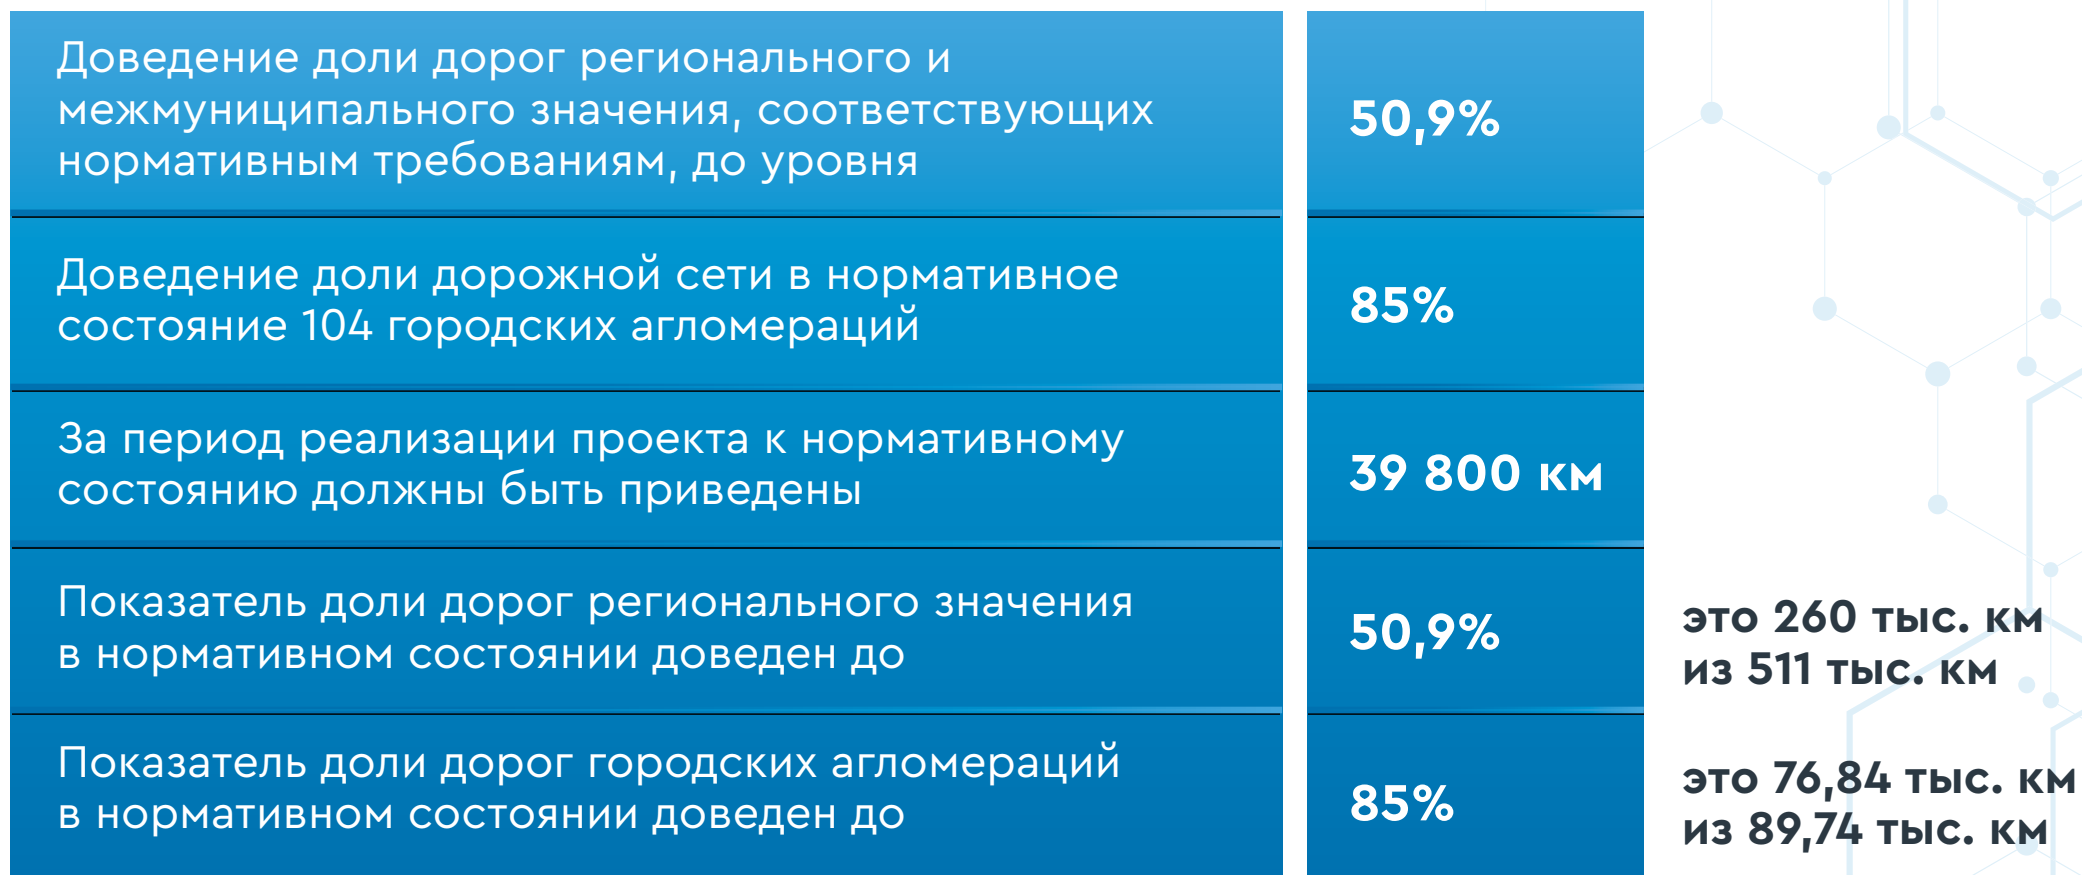 Доведение доли дорог регионального и
межмуниципального значения, соответствующих
нормативным требованиям, до уровня
50,9%
Доведение доли дорожной сети в нормативное
состояние 104 городских агломераций
85%
За период реализации проекта к нормативному
состоянию должны быть приведены
39 800 км
Показатель доли дорог регионального значения
в нормативном состоянии доведен до
50,9%
это 260 тыс. км
из 511 тыс. км
Показатель доли дорог городских агломераций
в нормативном состоянии доведен до
85%
это 76,84 тыс. км
из 89,74 тыс. км